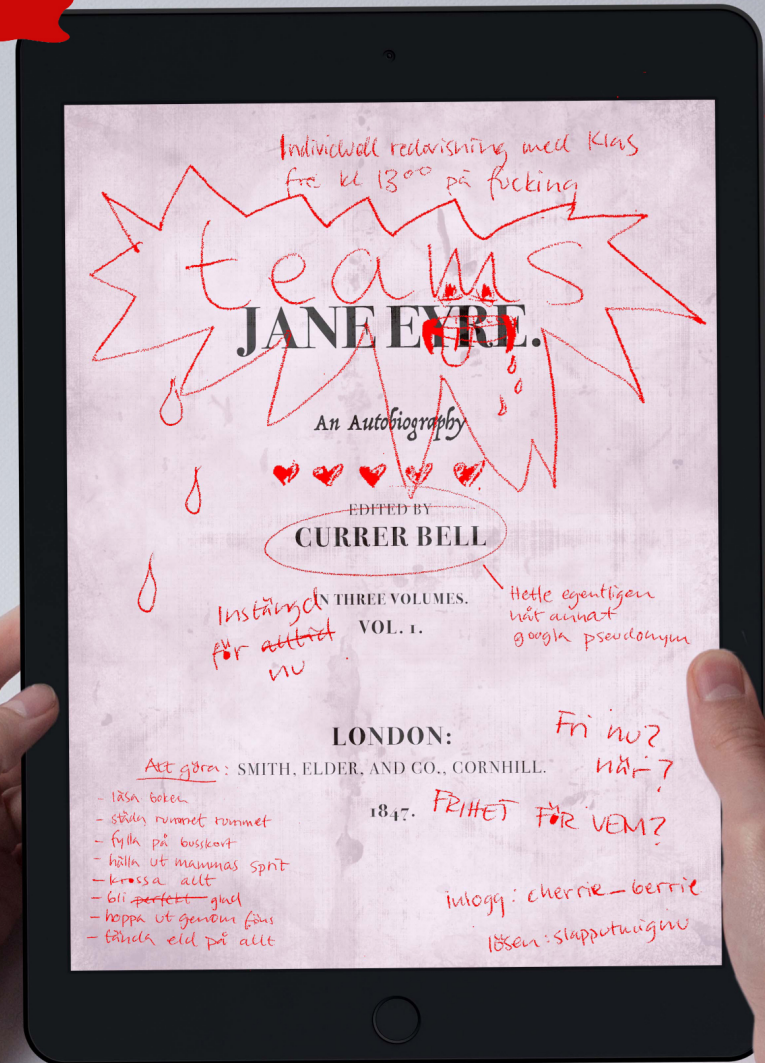 Individuell redovisning med Klas
fre kl 13⁰⁰ på fucking
teams
JANE EYRE.
An Autobiography
EDITED BY
CURRER BELL
Hette egentligen
nåt annat
googla pseudonym
IN THREE VOLUMES.
VOL. I.
Instängd
för alltid
nu
LONDON:
SMITH, ELDER, AND CO., CORNHILL.
1847.
Fri nu?
när?
FRIHET FÖR VEM?
Att göra:
- läsa boken
- städa rummet rummet
- fylla på busskort
- hälla ut mammas sprit
- krossa allt
- bli perfekt glad
- hoppa ut genom föns
- tända eld på allt
inlogg: cherrie_berrie
lösen: slapputmignu